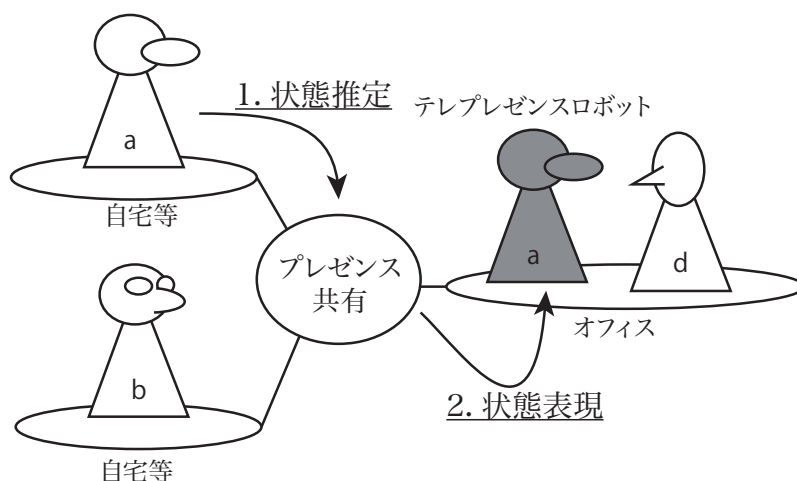 1. 状態推定
テレプレゼンスロボット
a
自宅等
プレゼンス
共有
a
d
オフィス
b
2. 状態表現
自宅等